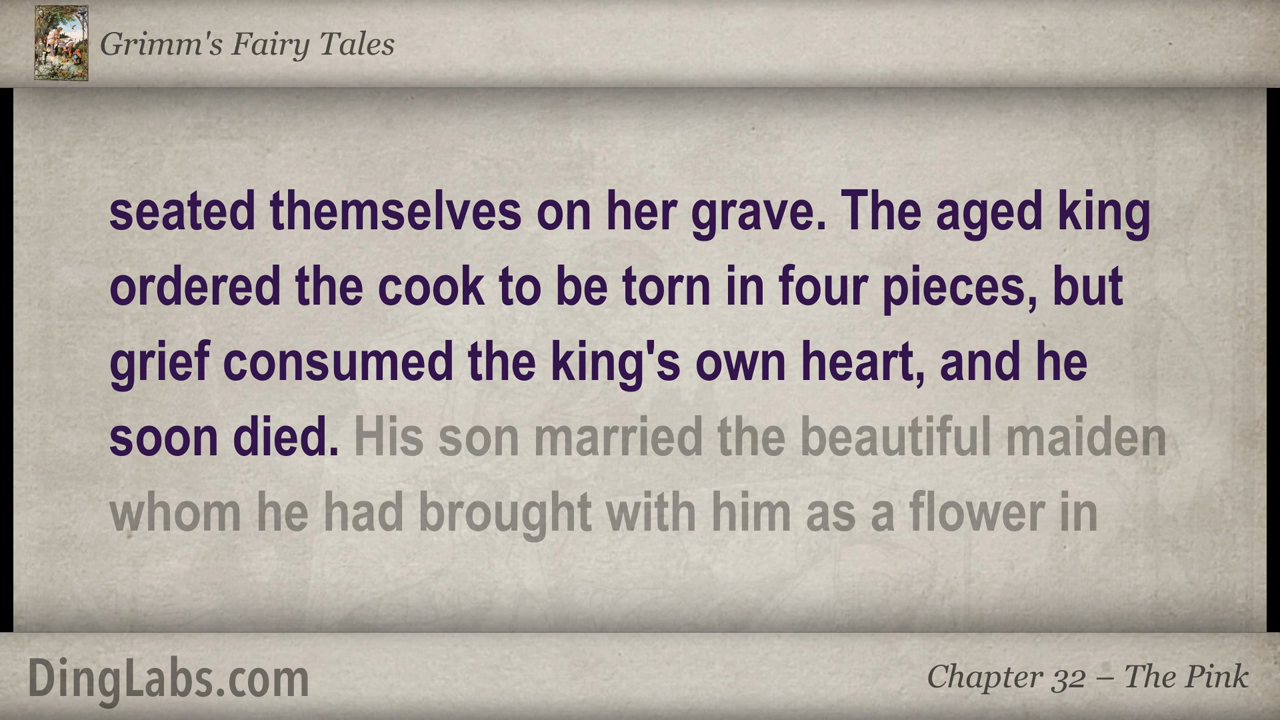 Grimm's Fairy Tales
seated themselves on her grave. The aged king
ordered the cook to be torn in four pieces, but
grief consumed the king's own heart, and he
soon died. His son married the beautiful maiden
whom he had brought with him as a flower in
DingLabs.com
Chapter 32 – The Pink